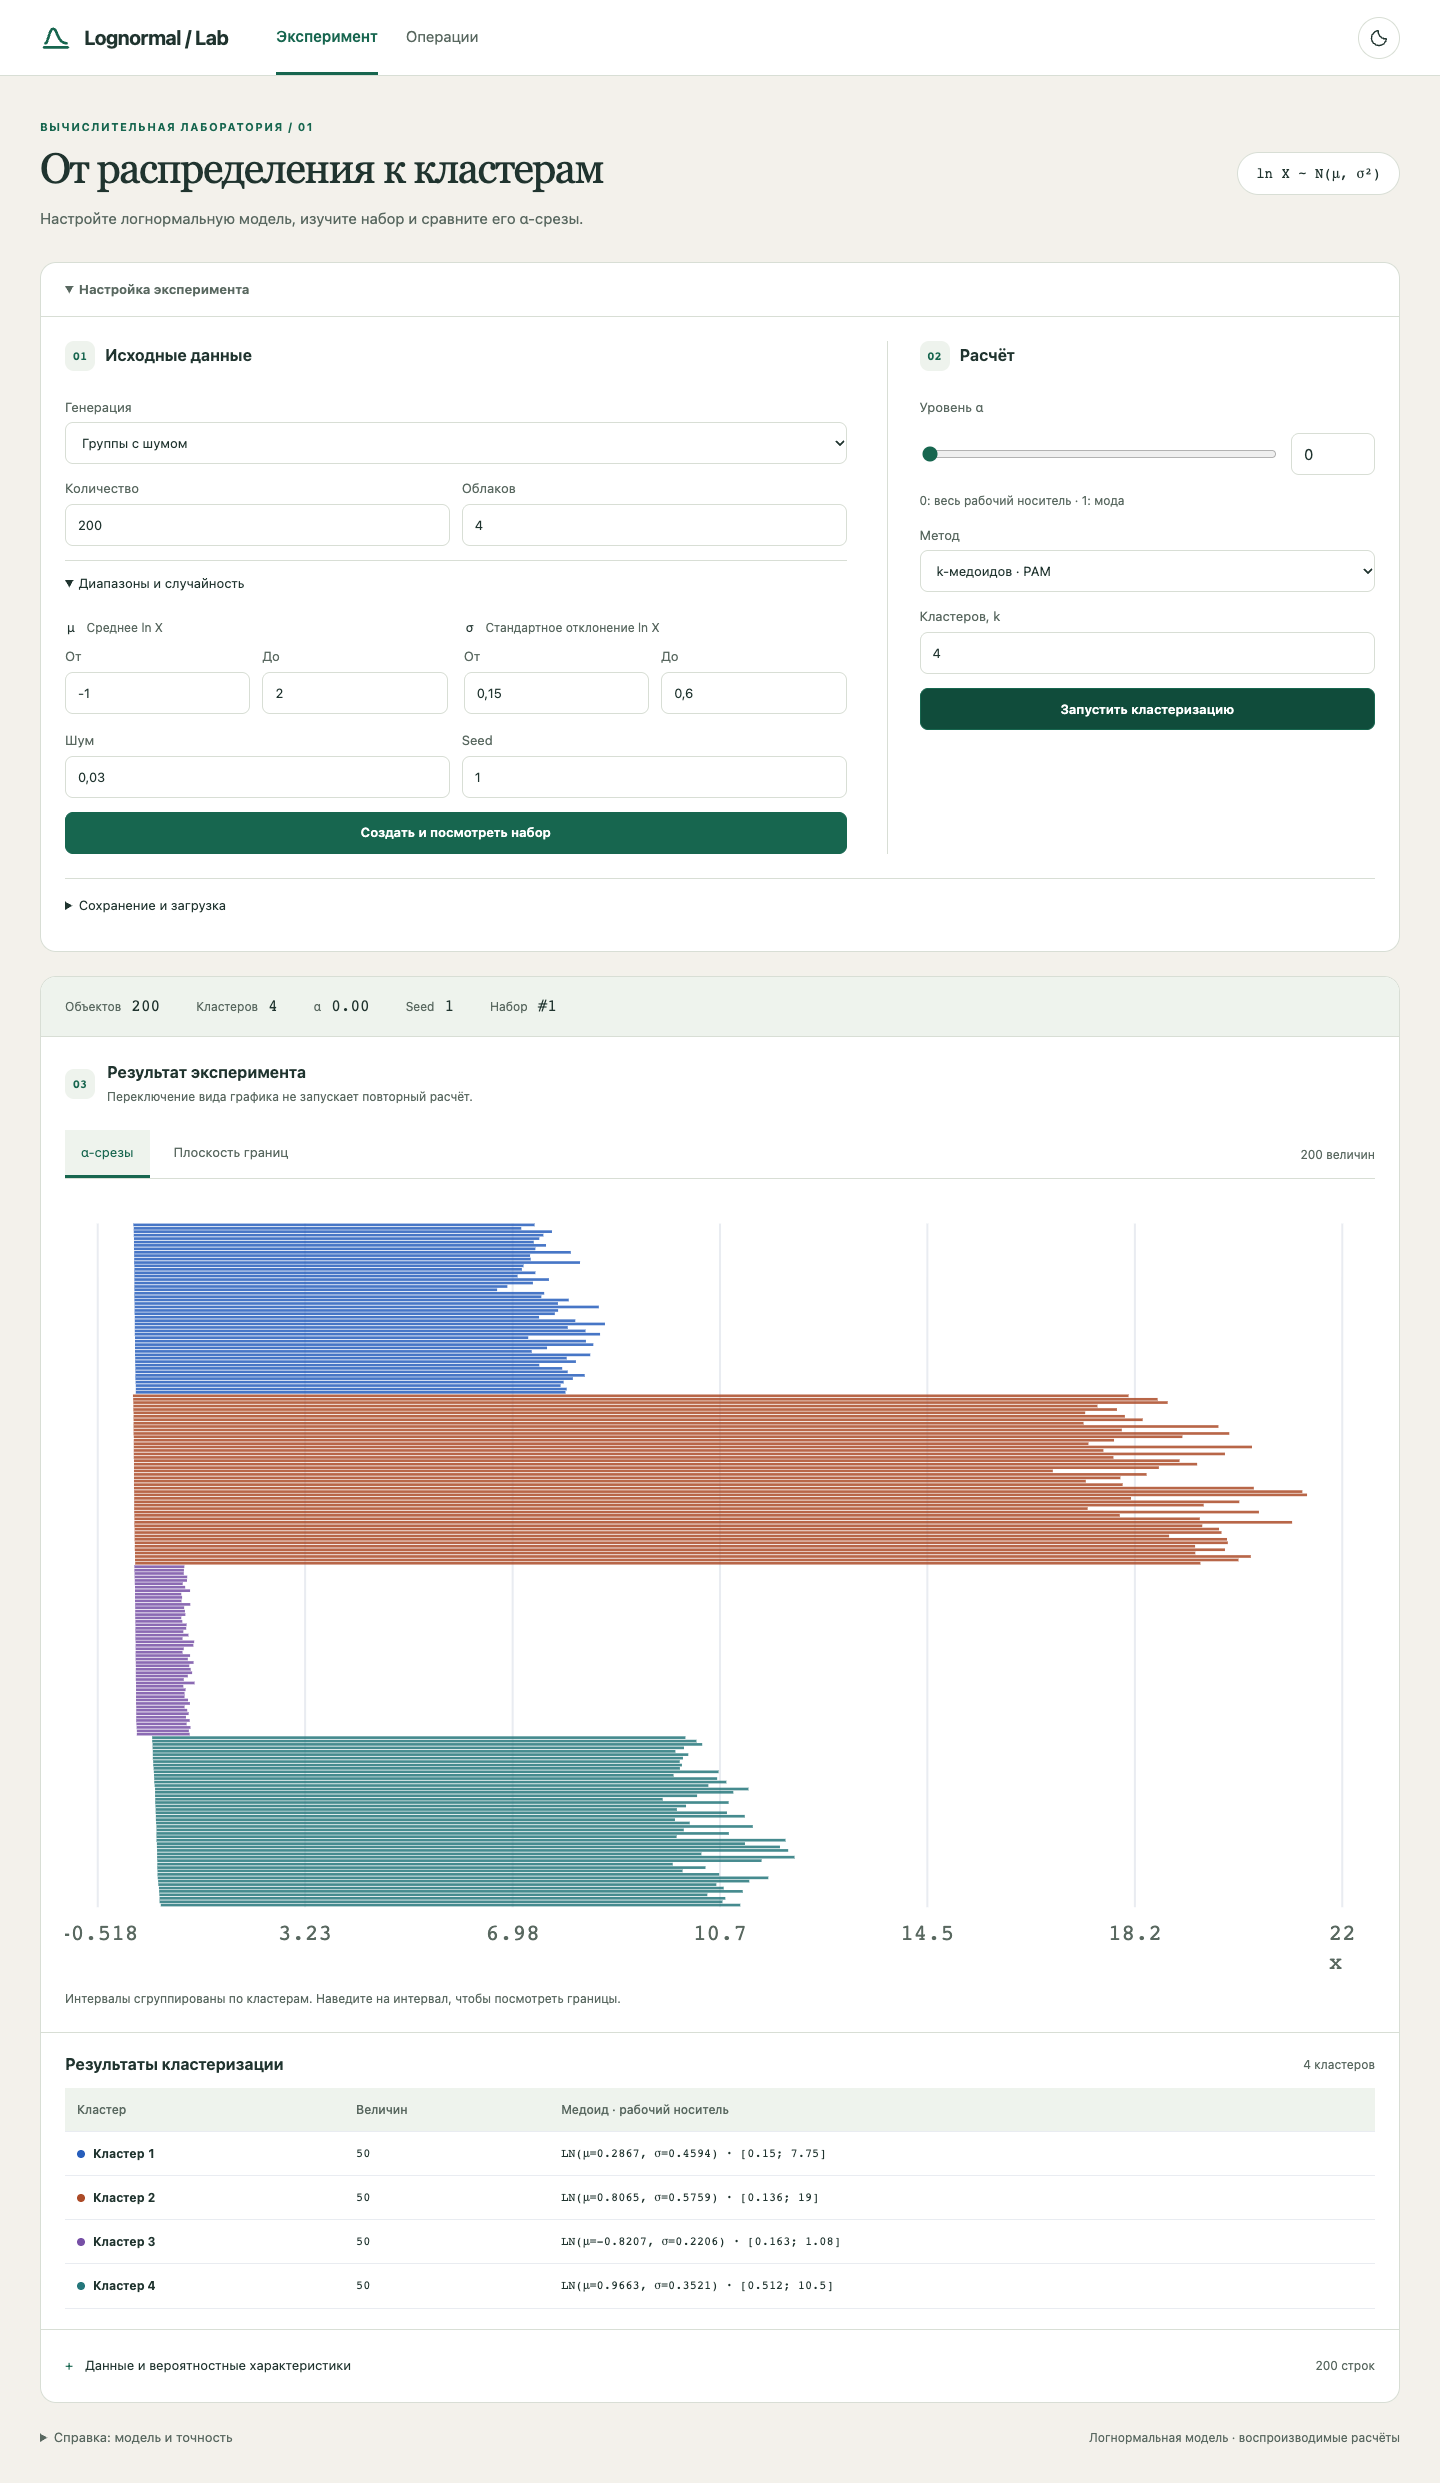 Lognormal / Lab Эксперимент Операции
ВЫЧИСЛИТЕЛЬНАЯ ЛАБОРАТОРИЯ / 01
От распределения к кластерам
ln X ~ N(μ, σ²)
Настройте логнормальную модель, изучите набор и сравните его α-срезы.
▼ Настройка эксперимента
01 Исходные данные
Генерация
Группы с шумом
Количество Облаков
200 4
▼ Диапазоны и случайность
μ Среднее ln X σ Стандартное отклонение ln X
От До От До
-1 2 0,15 0,6
Шум Seed
0,03 1
Создать и посмотреть набор
02 Расчёт
Уровень α
0
0: весь рабочий носитель · 1: мода
Метод
k-медоидов · PAM
Кластеров, k
4
Запустить кластеризацию
▶ Сохранение и загрузка
Объектов 200 Кластеров 4 α 0.00 Seed 1 Набор #1
03 Результат эксперимента
Переключение вида графика не запускает повторный расчёт.
α-срезы Плоскость границ 200 величин
-0.518 3.23 6.98 10.7 14.5 18.2 22
x
Интервалы сгруппированы по кластерам. Наведите на интервал, чтобы посмотреть границы.
Результаты кластеризации 4 кластеров
Кластер Величин Медоид · рабочий носитель
Кластер 1 50 LN(μ=0.2867, σ=0.4594) · [0.15; 7.75]
Кластер 2 50 LN(μ=0.8065, σ=0.5759) · [0.136; 19]
Кластер 3 50 LN(μ=-0.8207, σ=0.2206) · [0.163; 1.08]
Кластер 4 50 LN(μ=0.9663, σ=0.3521) · [0.512; 10.5]
+ Данные и вероятностные характеристики 200 строк
▶ Справка: модель и точность Логнормальная модель · воспроизводимые расчёты